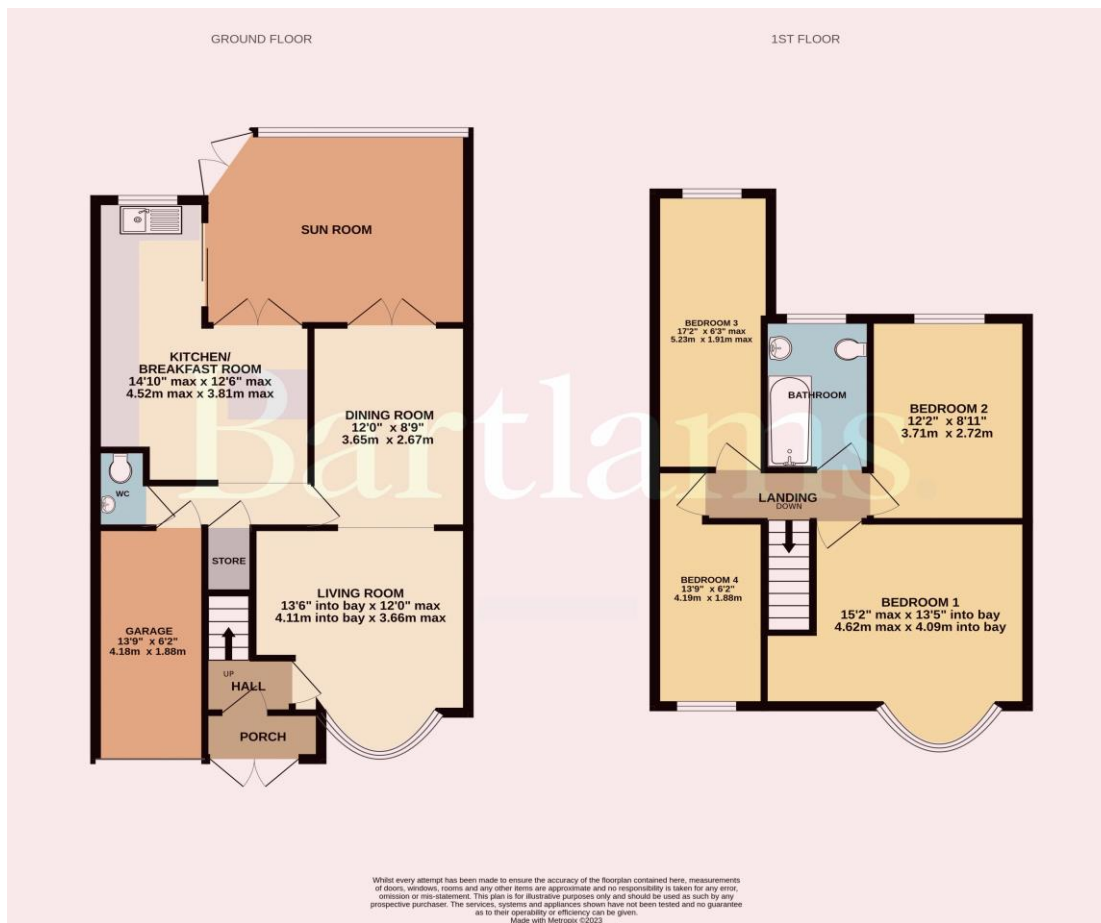 GROUND FLOOR
1ST FLOOR
SUN ROOM
KITCHEN/
BREAKFAST ROOM
14'10" max x 12'6" max
4.52m max x 3.81m max
DINING ROOM
12'0" x 8'9"
3.65m x 2.67m
WC
STORE
LIVING ROOM
13'6" into bay x 12'0" max
4.11m into bay x 3.66m max
GARAGE
13'9" x 6'2"
4.18m x 1.88m
UP
HALL
PORCH
BEDROOM 3
17'2" x 6'3" max
5.23m x 1.91m max
BATHROOM
BEDROOM 2
12'2" x 8'11"
3.71m x 2.72m
LANDING
DOWN
BEDROOM 4
13'9" x 6'2"
4.19m x 1.88m
BEDROOM 1
15'2" max x 13'5" into bay
4.62m max x 4.09m into bay
Bartlams.
Whilst every attempt has been made to ensure the accuracy of the floorplan contained here, measurements
of doors, windows, rooms and any other items are approximate and no responsibility is taken for any error,
omission or mis-statement. This plan is for illustrative purposes only and should be used as such by any
prospective purchaser. The services, systems and appliances shown have not been tested and no guarantee
as to their operability or efficiency can be given.
Made with Metropix ©2023